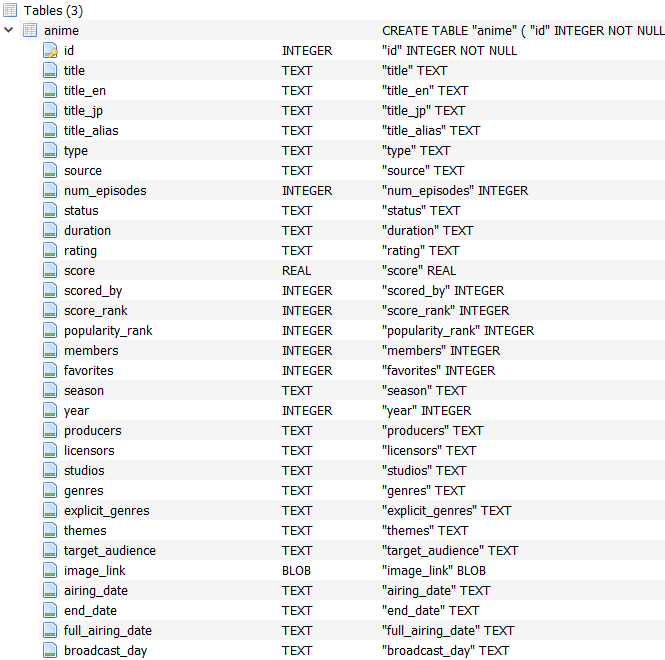 Tables (3)
anime CREATE TABLE "anime" ( "id" INTEGER NOT NULL
id INTEGER "id" INTEGER NOT NULL
title TEXT "title" TEXT
title_en TEXT "title_en" TEXT
title_jp TEXT "title_jp" TEXT
title_alias TEXT "title_alias" TEXT
type TEXT "type" TEXT
source TEXT "source" TEXT
num_episodes INTEGER "num_episodes" INTEGER
status TEXT "status" TEXT
duration TEXT "duration" TEXT
rating TEXT "rating" TEXT
score REAL "score" REAL
scored_by INTEGER "scored_by" INTEGER
score_rank INTEGER "score_rank" INTEGER
popularity_rank INTEGER "popularity_rank" INTEGER
members INTEGER "members" INTEGER
favorites INTEGER "favorites" INTEGER
season TEXT "season" TEXT
year INTEGER "year" INTEGER
producers TEXT "producers" TEXT
licensors TEXT "licensors" TEXT
studios TEXT "studios" TEXT
genres TEXT "genres" TEXT
explicit_genres TEXT "explicit_genres" TEXT
themes TEXT "themes" TEXT
target_audience TEXT "target_audience" TEXT
image_link BLOB "image_link" BLOB
airing_date TEXT "airing_date" TEXT
end_date TEXT "end_date" TEXT
full_airing_date TEXT "full_airing_date" TEXT
broadcast_day TEXT "broadcast_day" TEXT